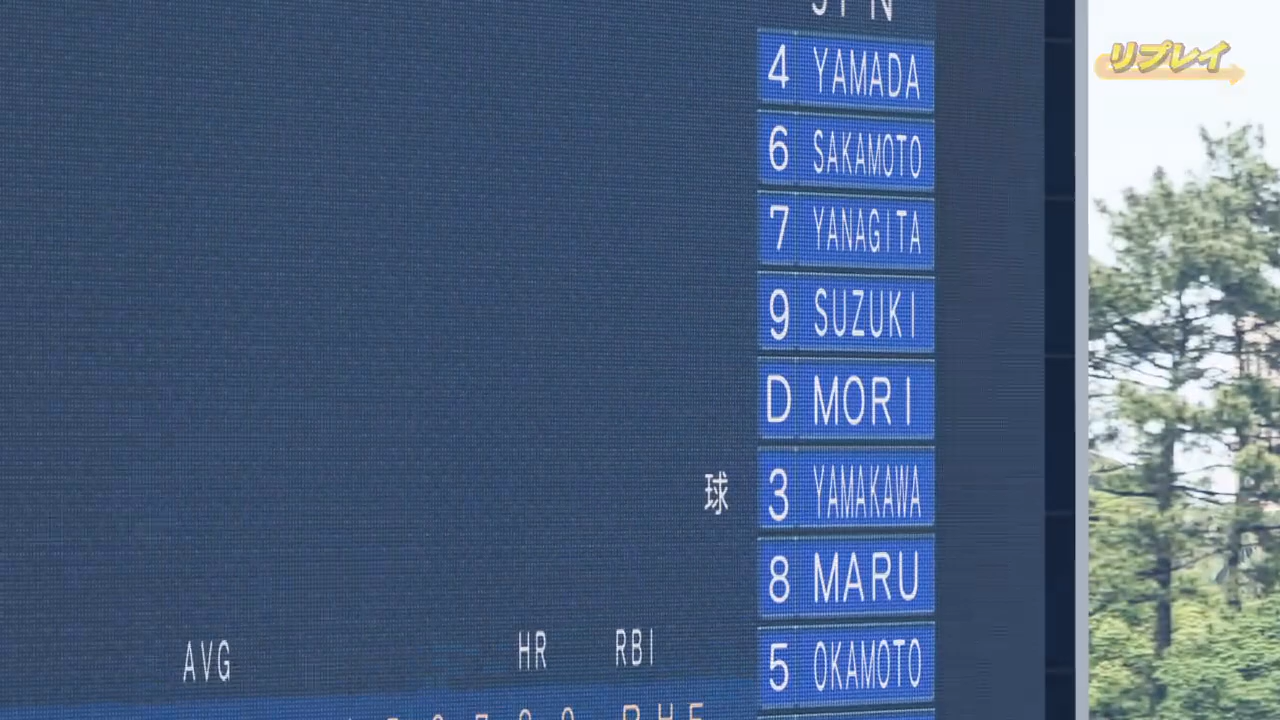 リプレイ
4 YAMADA
6 SAKAMOTO
7 YANAGITA
9 SUZUKI
D MORI
球 3 YAMAKAWA
8 MARU
5 OKAMOTO
AVG HR RBI